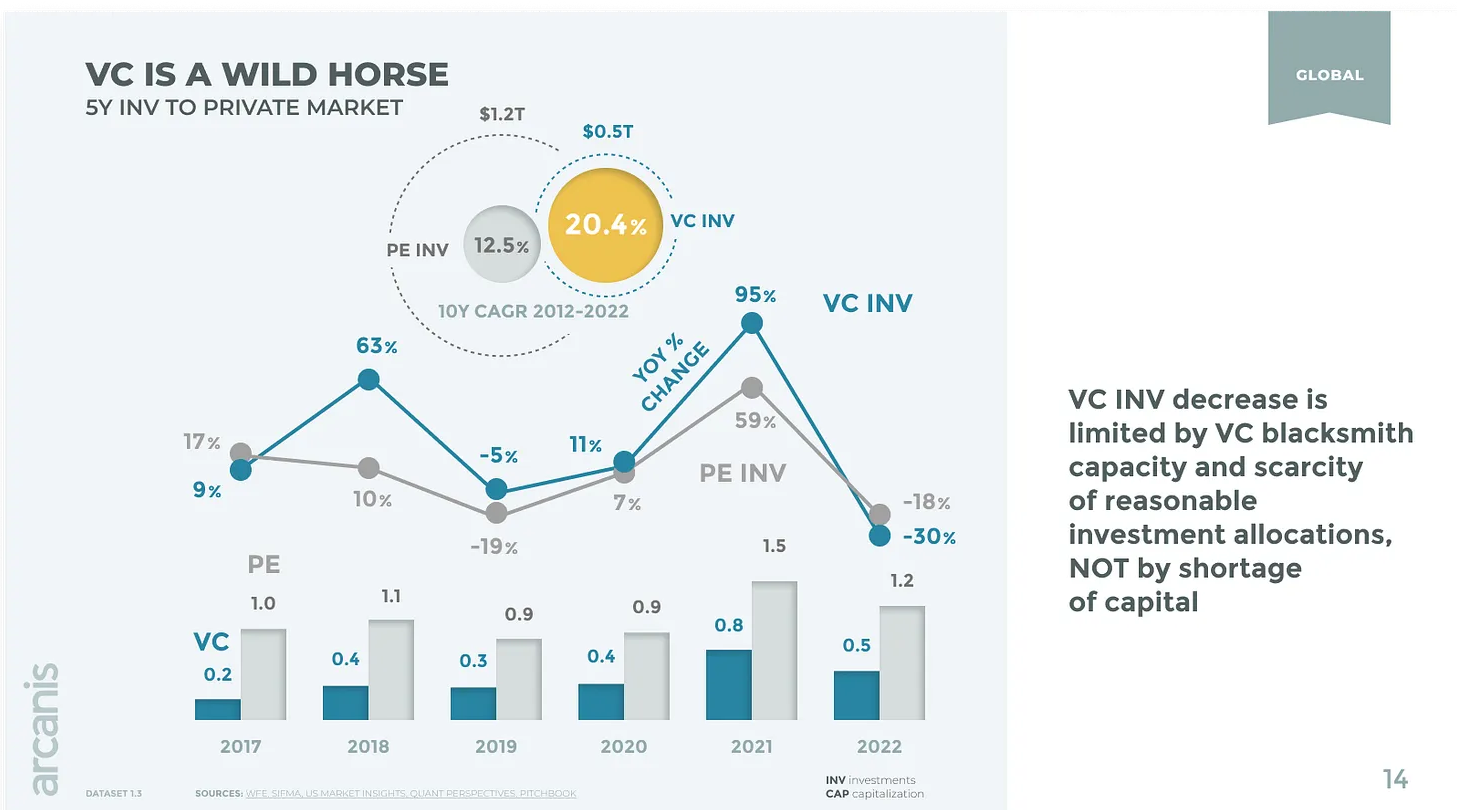 VC IS A WILD HORSE
5Y INV TO PRIVATE MARKET
GLOBAL
$1.2T
$0.5T
PE INV
12.5%
20.4%
VC INV
10Y CAGR 2012-2022
95%
VC INV
63%
YOY %
CHANGE
17%
9%
10%
-5%
-19%
11%
7%
59%
PE INV
-18%
-30%
VC INV decrease is
limited by VC blacksmith
capacity and scarcity
of reasonable
investment allocations,
NOT by shortage
of capital
PE
VC
0.2
1.0
0.4
1.1
0.3
0.9
0.4
0.9
0.8
1.5
0.5
1.2
2017
2018
2019
2020
2021
2022
arcanis
DATASET 1.3
SOURCES: WFE, SIFMA, US MARKET INSIGHTS, QUANT PERSPECTIVES, PITCHBOOK
INV investments
CAP capitalization
14